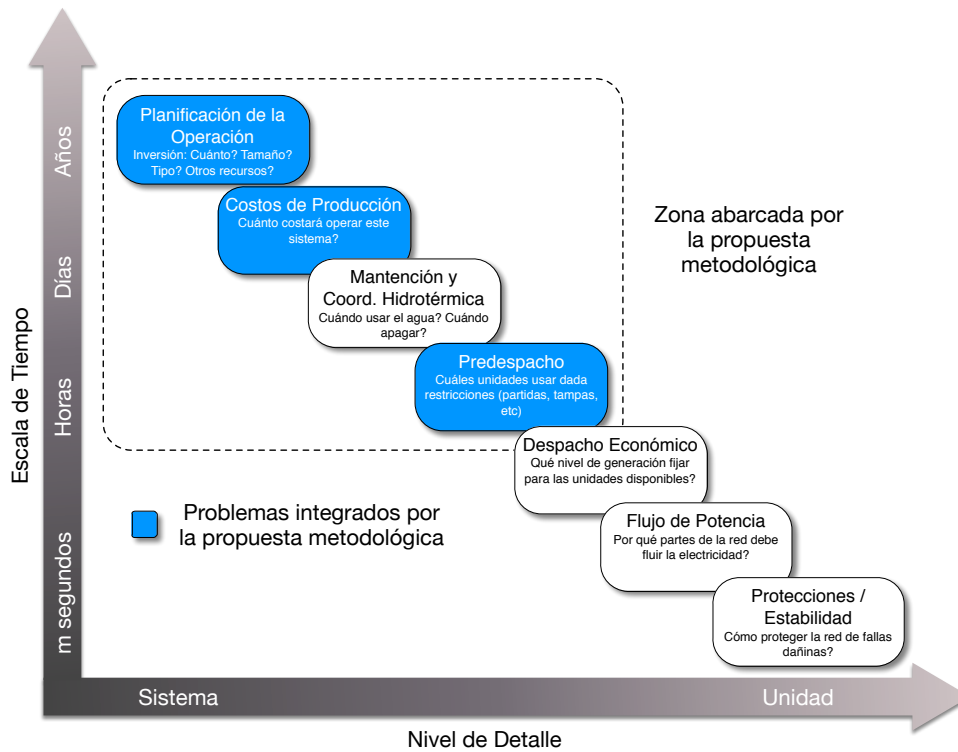 Planificación de la
Operación
Inversión: Cuánto? Tamaño?
Tipo? Otros recursos?
Costos de Producción
Cuánto costará operar este
sistema?
Mantención y
Coord. Hidrotérmica
Cuándo usar el agua? Cuándo
apagar?
Predespacho
Cuáles unidades usar dada
restricciones (partidas, tampas,
etc)
Despacho Económico
Qué nivel de generación fijar
para las unidades disponibles?
Flujo de Potencia
Por qué partes de la red debe
fluir la electricidad?
Protecciones /
Estabilidad
Cómo proteger la red de fallas
dañinas?
Zona abarcada por
la propuesta
metodológica
Problemas integrados por
la propuesta metodológica
Escala de Tiempo
Años
Días
Horas
m segundos
Sistema
Unidad
Nivel de Detalle